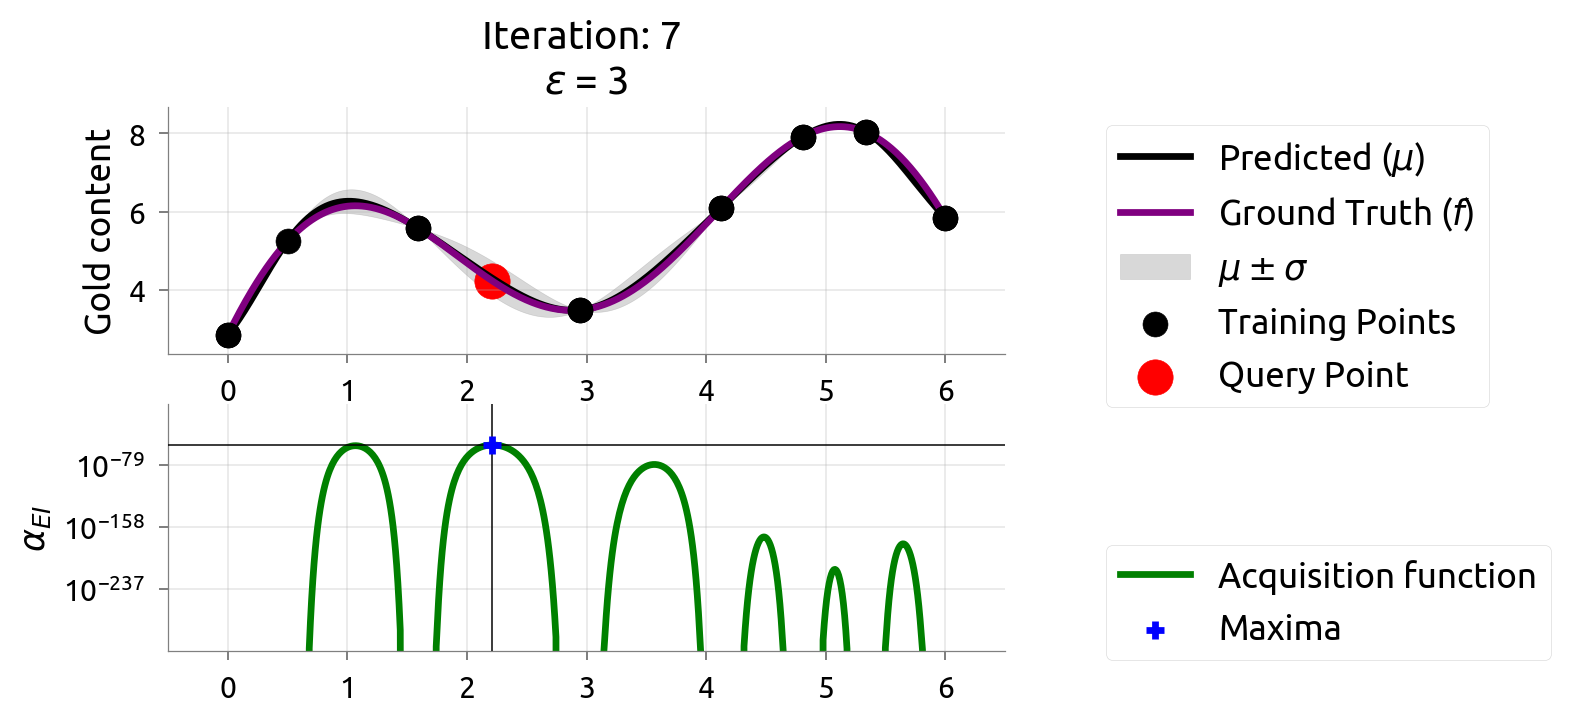 Iteration: 7
ε = 3
Gold content
8
6
4
0 1 2 3 4 5 6
Predicted (μ)
Ground Truth (f)
μ ± σ
Training Points
Query Point
α_EI
10⁻⁷⁹
10⁻¹⁵⁸
10⁻²³⁷
0 1 2 3 4 5 6
Acquisition function
Maxima